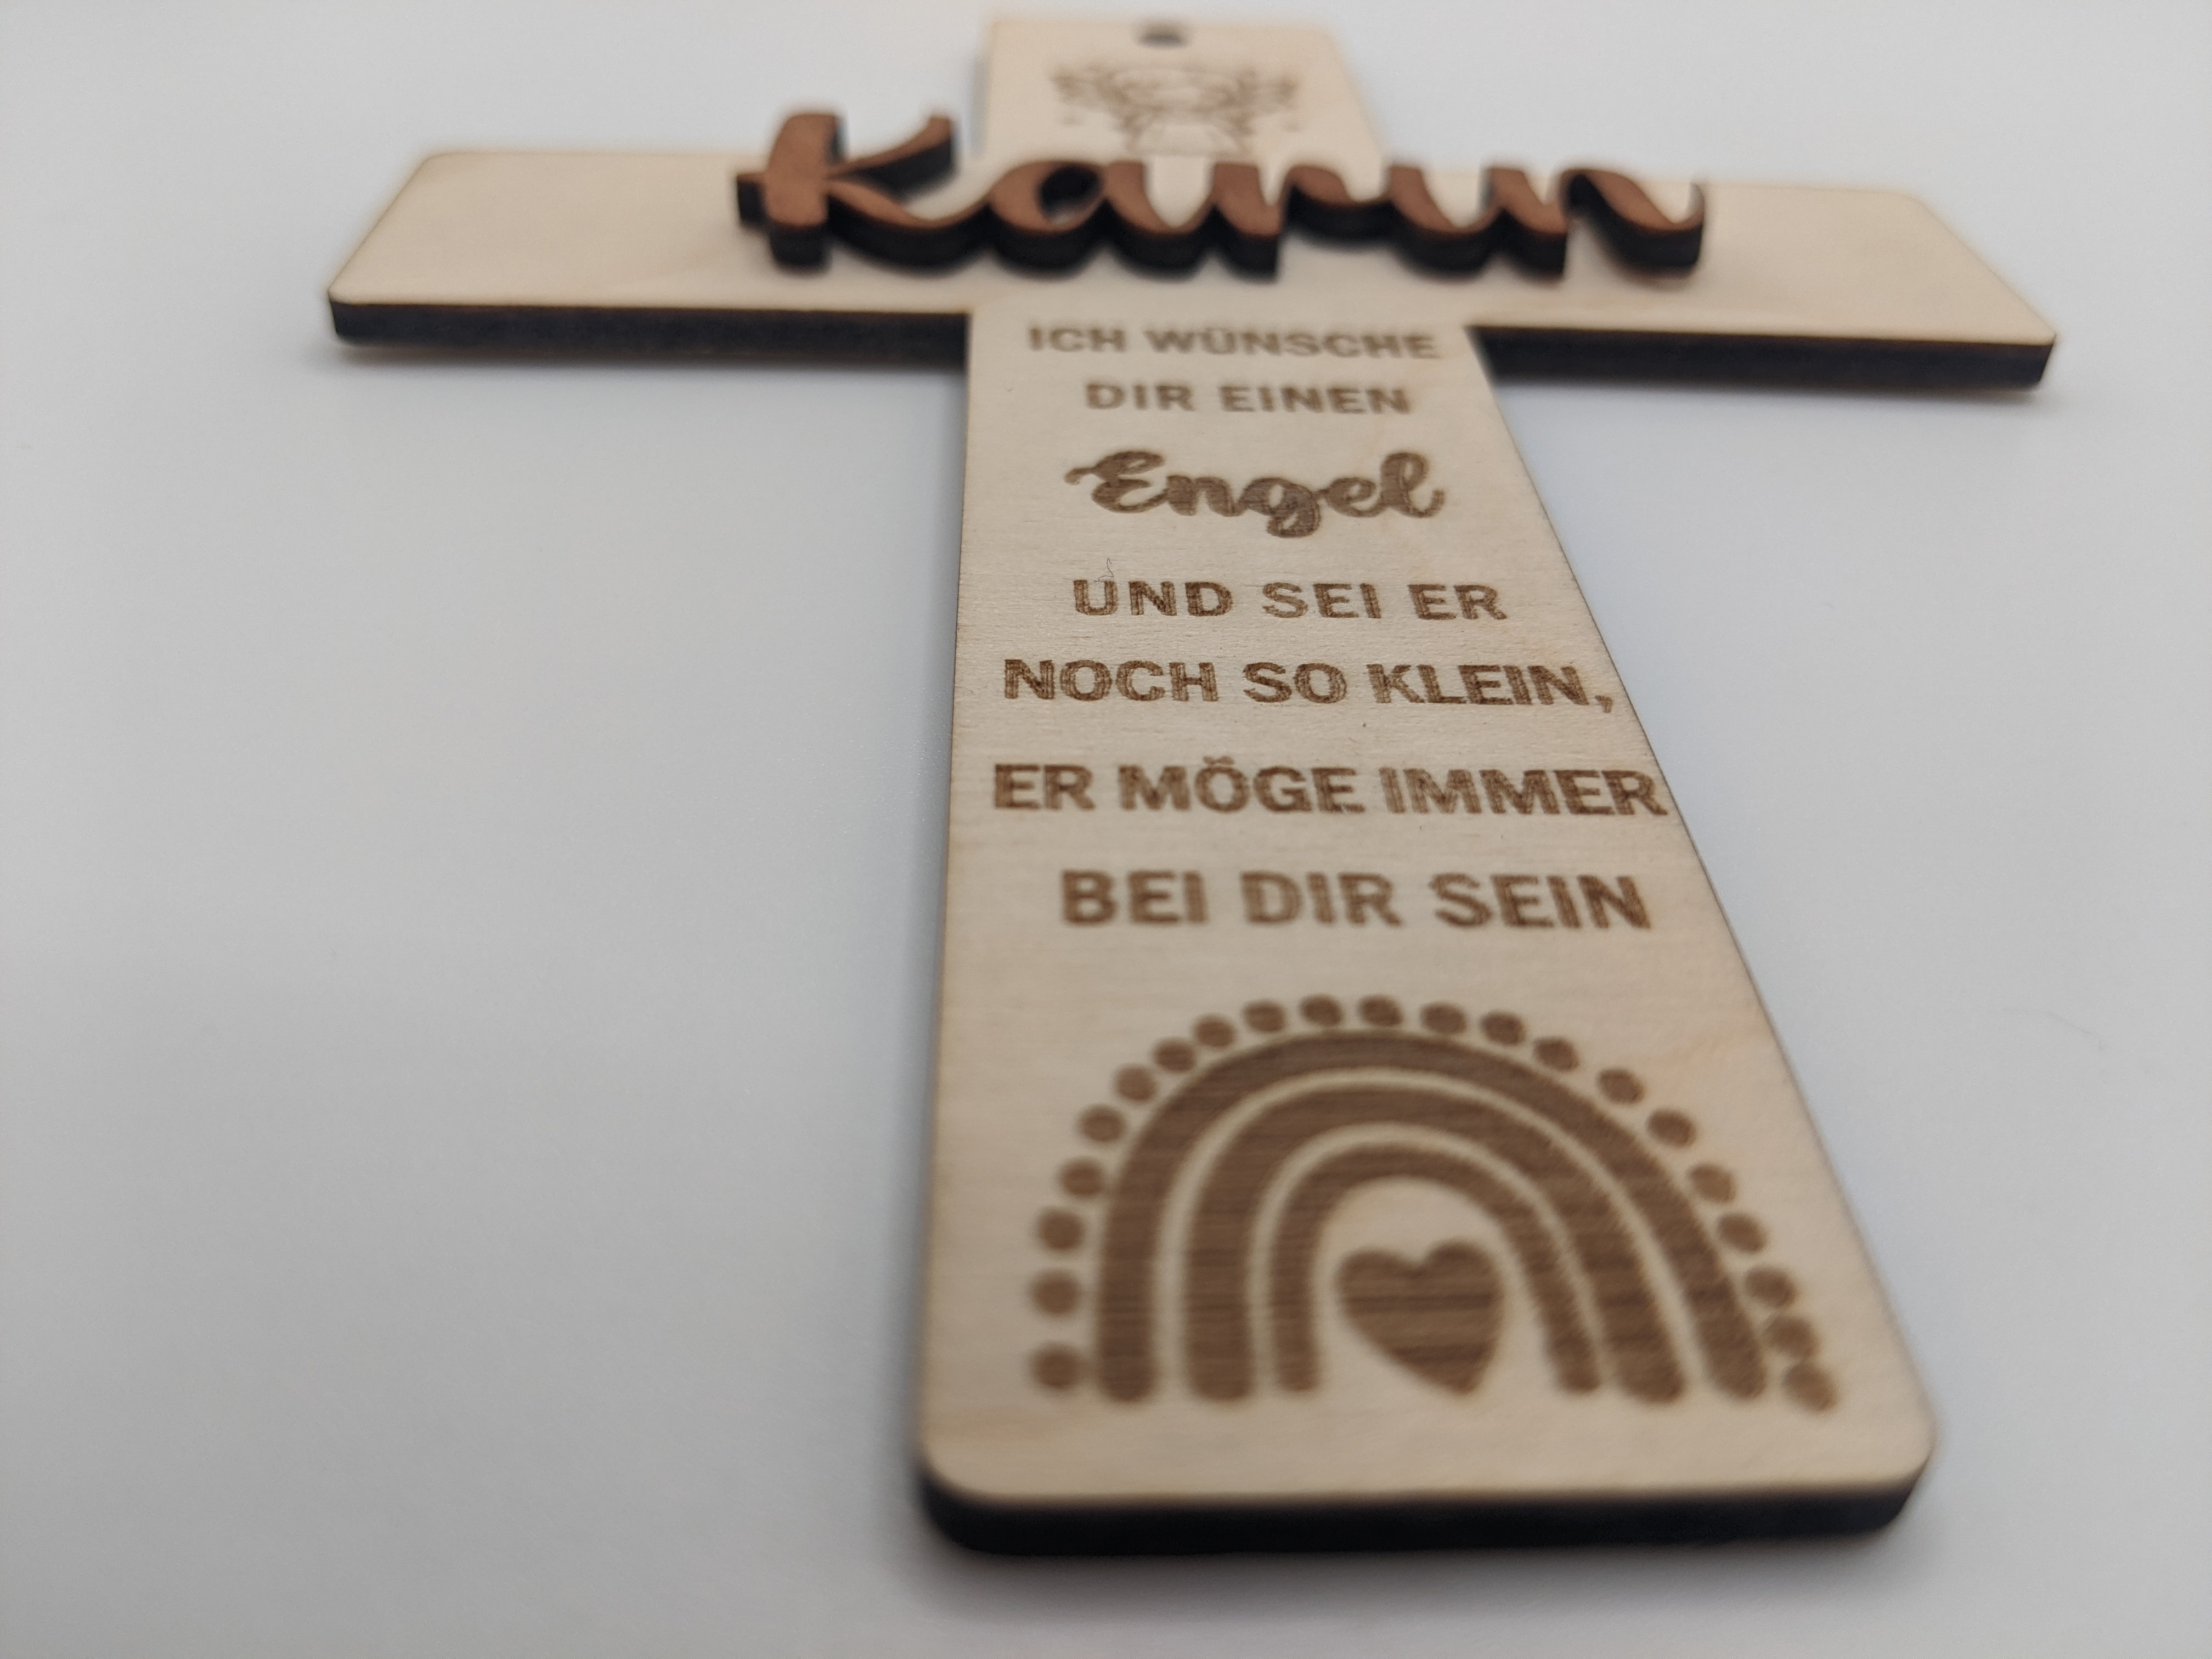 Karin
ICH WÜNSCHE
DIR EINEN
Engel
UND SEI ER
NOCH SO KLEIN,
ER MÖGE IMMER
BEI DIR SEIN